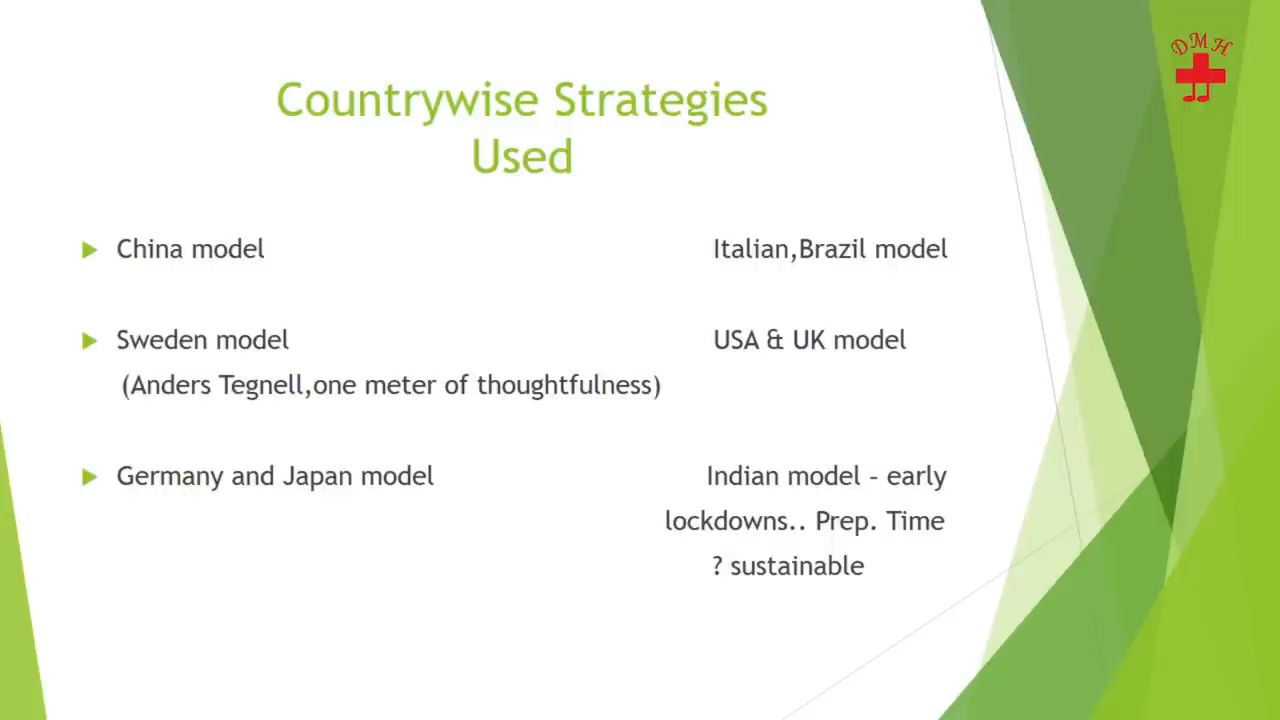 DMH
Countrywise Strategies
Used
China model
Italian,Brazil model
Sweden model
USA & UK model
(Anders Tegnell,one meter of thoughtfulness)
Germany and Japan model
Indian model – early
lockdowns.. Prep. Time
? sustainable